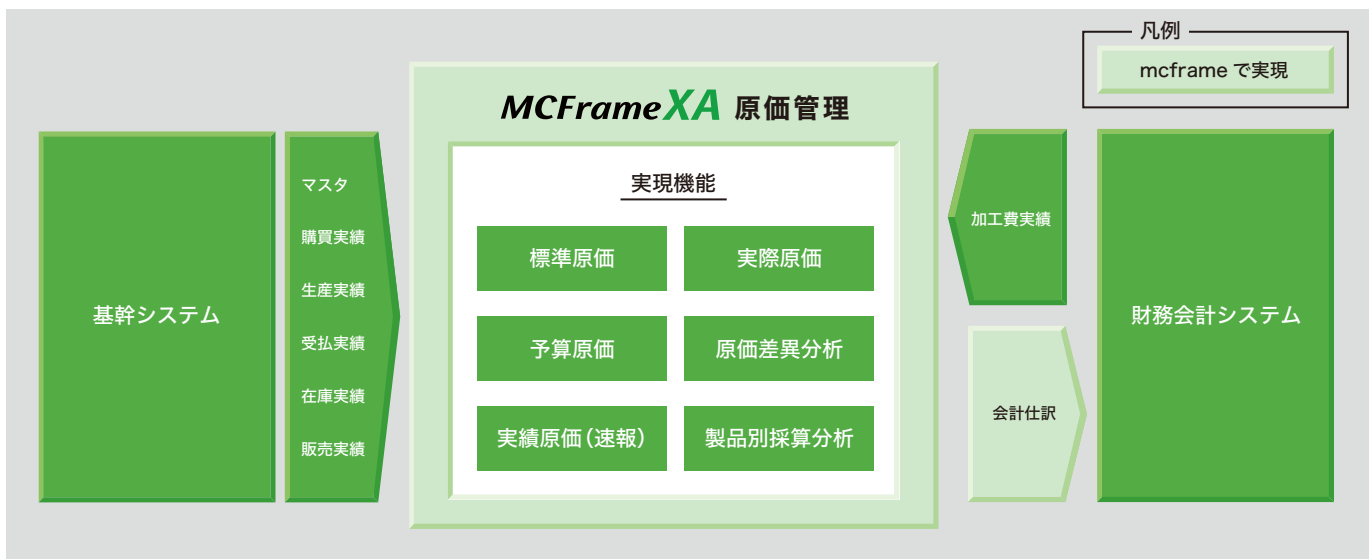 凡例
mcframe で実現
MCFrame XA 原価管理
基幹システム
マスタ
購買実績
生産実績
受払実績
在庫実績
販売実績
実現機能
標準原価
実際原価
予算原価
原価差異分析
実績原価（速報）
製品別採算分析
加工費実績
会計仕訳
財務会計システム